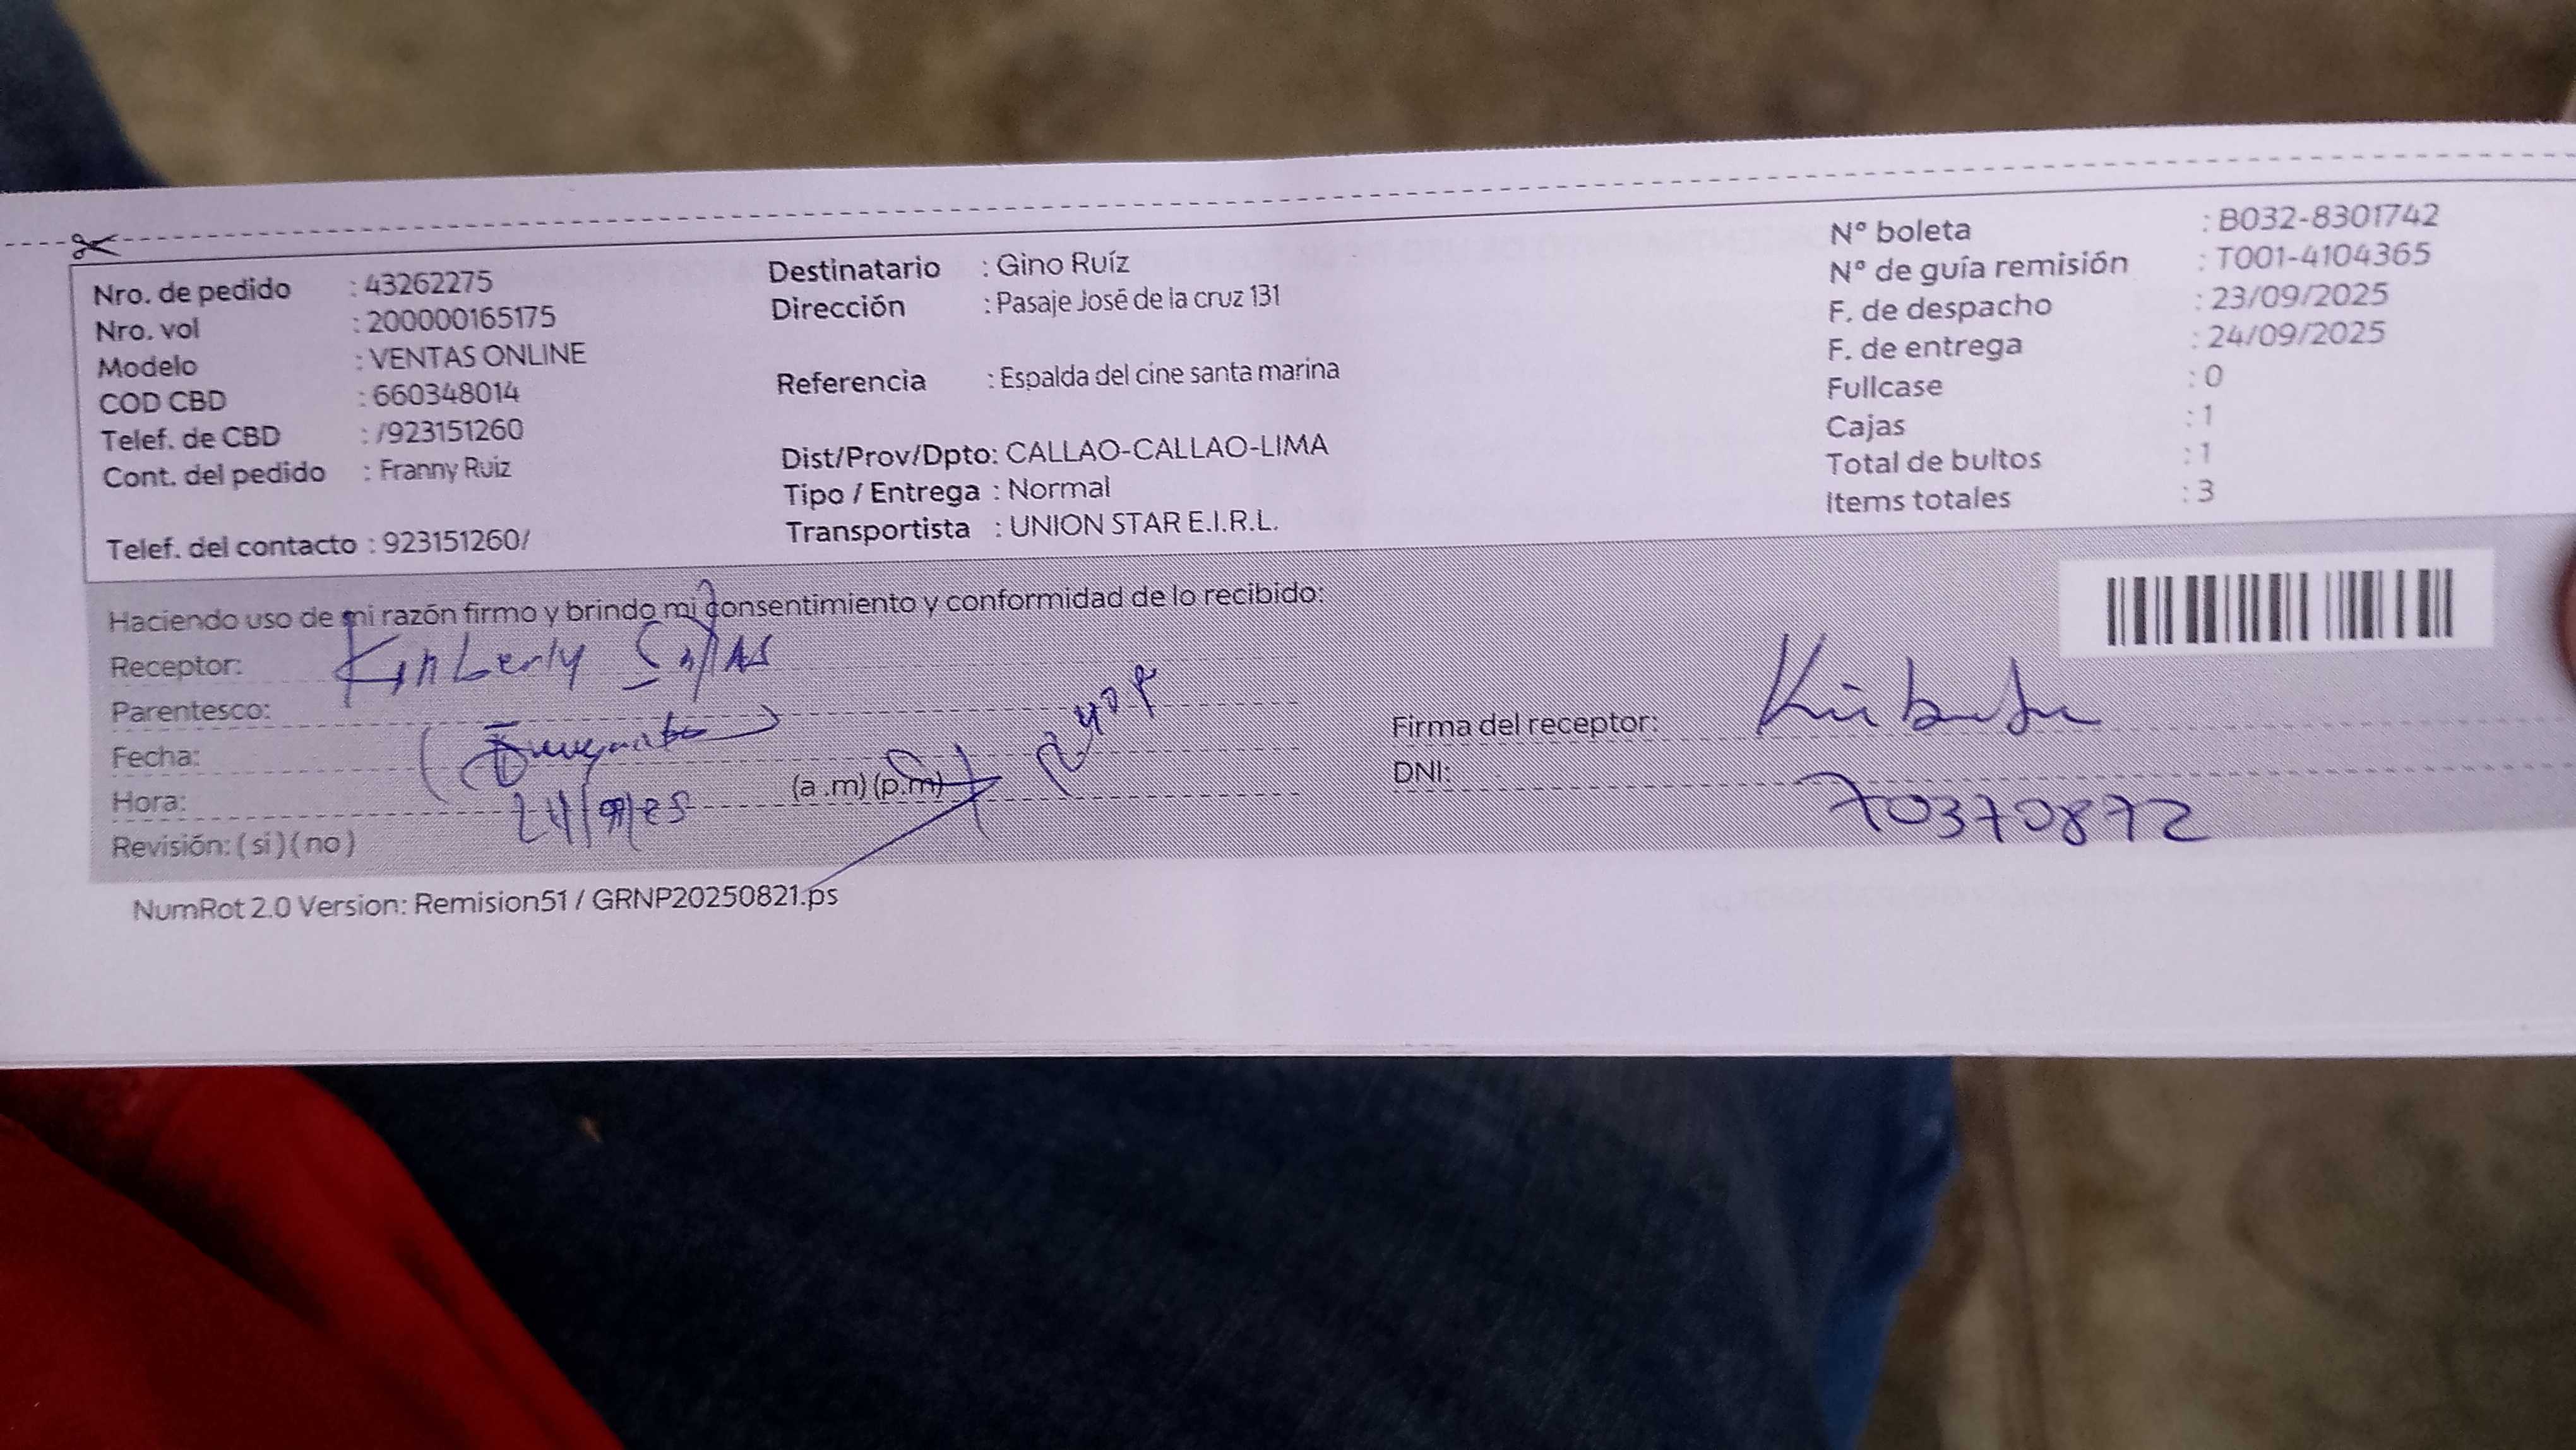 Nro. de pedido : 43262275
Nro. vol : 200000165175
Modelo : VENTAS ONLINE
COD CBD : 660348014
Telef. de CBD : /923151260
Cont. del pedido : Franny Ruiz
Telef. del contacto : 923151260/
Destinatario : Gino Ruíz
Dirección : Pasaje José de la cruz 131
Referencia : Espalda del cine santa marina
Dist/Prov/Dpto: CALLAO-CALLAO-LIMA
Tipo / Entrega : Normal
Transportista : UNION STAR E.I.R.L.
N° boleta : B032-8301742
N° de guía remisión : T001-4104365
F. de despacho : 23/09/2025
F. de entrega : 24/09/2025
Fullcase : 0
Cajas : 1
Total de bultos : 1
Items totales : 3
Haciendo uso de mi razón firmo y brindo mi consentimiento y conformidad de lo recibido:
Receptor: Kinberly
Parentesco:
Fecha:
Hora: 24/9/25 (a .m) (p.m)
Revisión: ( si ) ( no )
Firma del receptor:
DNI: 70370872
NumRot 2.0 Version: Remision51 / GRNP20250821.ps